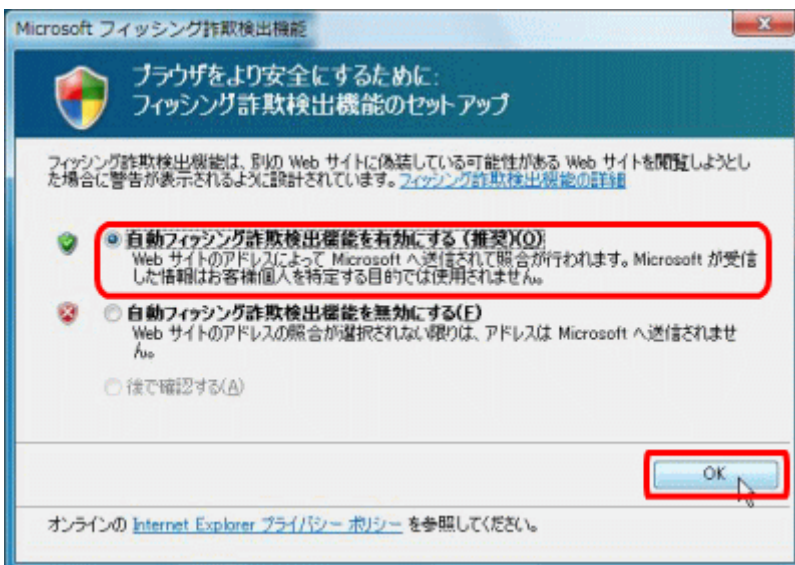 Microsoft フィッシング詐欺検出機能
ブラウザをより安全にするために:
フィッシング詐欺検出機能のセットアップ
フィッシング詐欺検出機能は、別の Web サイトに偽装している可能性がある Web サイトを閲覧しようとし
た場合に警告が表示されるように設計されています。フィッシング詐欺検出機能の詳細
自動フィッシング詐欺検出機能を有効にする (推奨)(O)
Web サイトのアドレスによって Microsoft へ送信されて照合が行われます。Microsoft が受信
した情報はお客様個人を特定する目的では使用されません。
自動フィッシング詐欺検出機能を無効にする(F)
Web サイトのアドレスの照合が選択されない限りは、アドレスは Microsoft へ送信されませ
ん。
後で確認する(A)
OK
オンラインの Internet Explorer プライバシー ポリシー を参照してください。